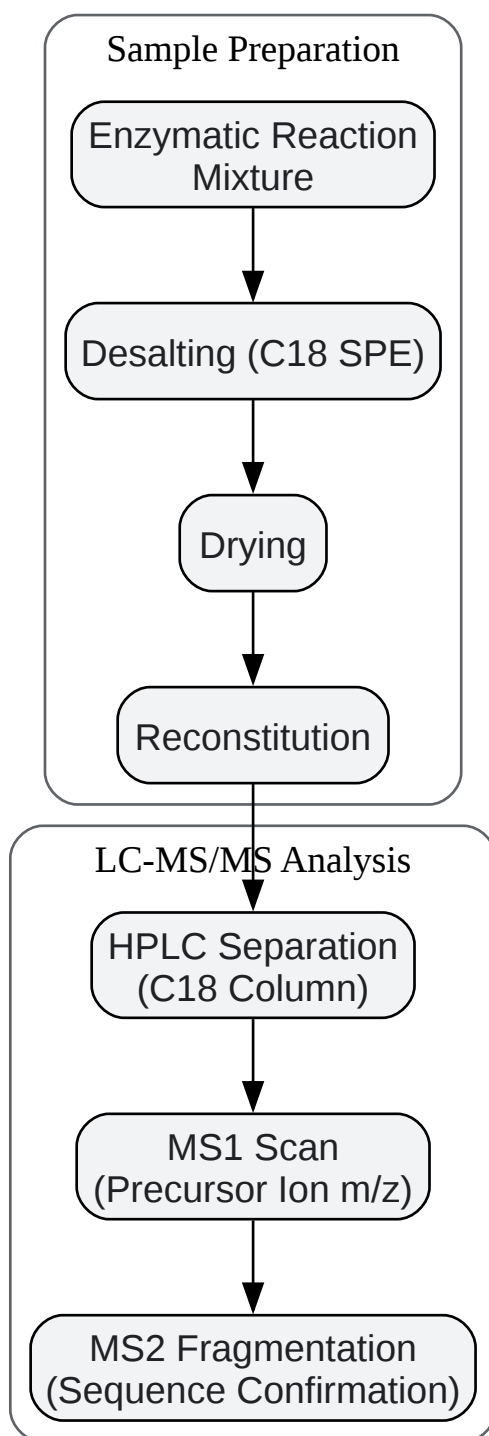 Sample Preparation
Enzymatic Reaction
Mixture
Desalting (C18 SPE)
Drying
Reconstitution
LC-MS/MS Analysis
HPLC Separation
(C18 Column)
MS1 Scan
(Precursor Ion m/z)
MS2 Fragmentation
(Sequence Confirmation)